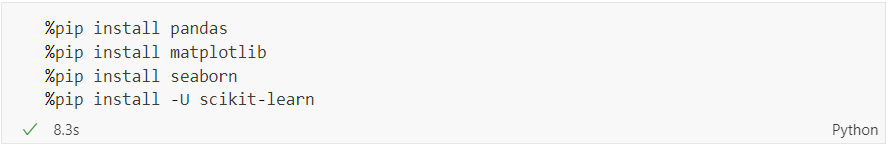 %pip install pandas
%pip install matplotlib
%pip install seaborn
%pip install -U scikit-learn
8.3s Python